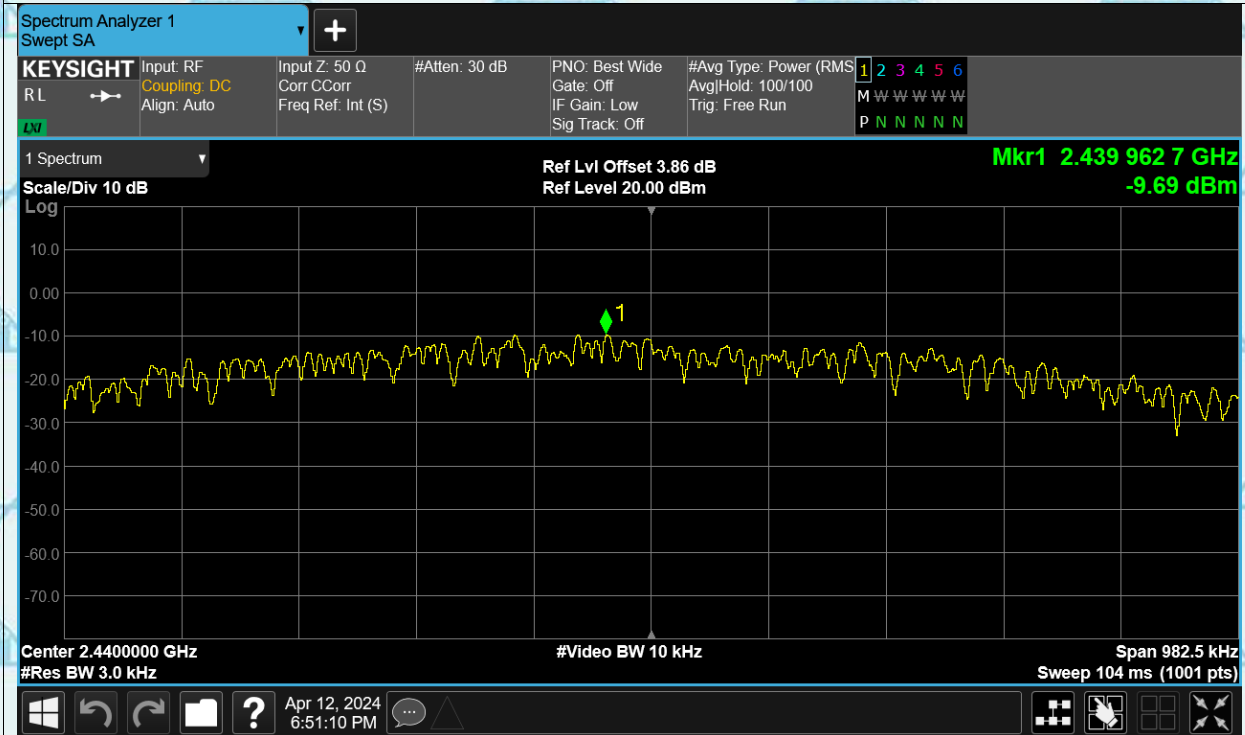 Spectrum Analyzer 1
Swept SA
+
KEYSIGHT
R L
LXI
Input: RF
Coupling: DC
Align: Auto
Input Z: 50 Ω
Corr CCorr
Freq Ref: Int (S)
#Atten: 30 dB
PNO: Best Wide
Gate: Off
IF Gain: Low
Sig Track: Off
#Avg Type: Power (RMS
Avg|Hold: 100/100
Trig: Free Run
1 2 3 4 5 6
M W W W W W
P N N N N N N
1 Spectrum
Scale/Div 10 dB
Log
Ref Lvl Offset 3.86 dB
Ref Level 20.00 dBm
Mkr1 2.439 962 7 GHz
-9.69 dBm
10.0
0.00
-10.0
-20.0
-30.0
-40.0
-50.0
-60.0
-70.0
1
Center 2.4400000 GHz
#Res BW 3.0 kHz
#Video BW 10 kHz
Span 982.5 kHz
Sweep 104 ms (1001 pts)
?
Apr 12, 2024
6:51:10 PM